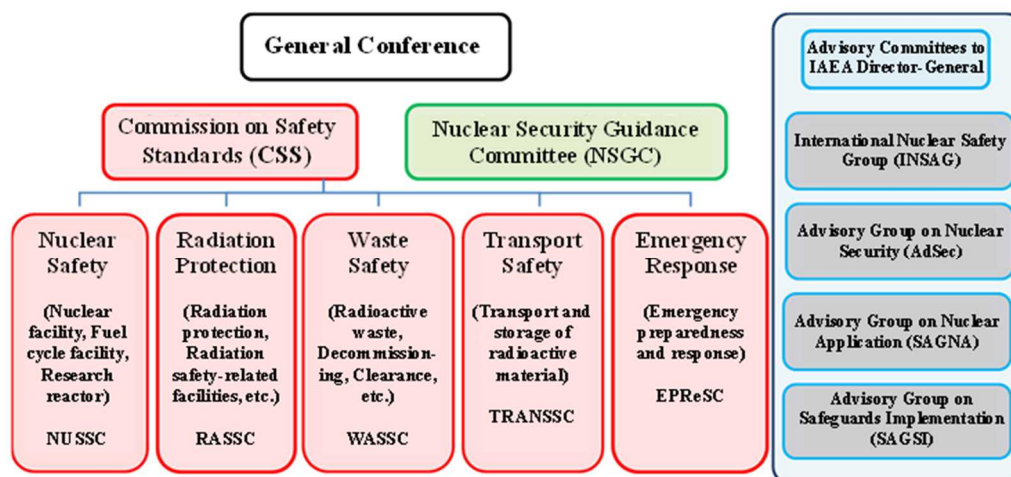 General Conference
Commission on Safety
Standards (CSS)
Nuclear Security Guidance
Committee (NSGC)
Nuclear
Safety
(Nuclear
facility, Fuel
cycle facility,
Research
reactor)
NUSSC
Radiation
Protection
(Radiation
protection,
Radiation
safety-related
facilities, etc.)
RASSC
Waste
Safety
(Radioactive
waste,
Decommission-
ing, Clearance,
etc.)
WASSC
Transport
Safety
(Transport and
storage of
radioactive
material)
TRANSSC
Emergency
Response
(Emergency
preparedness
and response)
EPReSC
Advisory Committees to
IAEA Director- General
International Nuclear Safety
Group (INSAG)
Advisory Group on Nuclear
Security (AdSec)
Advisory Group on Nuclear
Application (SAGNA)
Advisory Group on
Safeguards Implementation
(SAGSI)